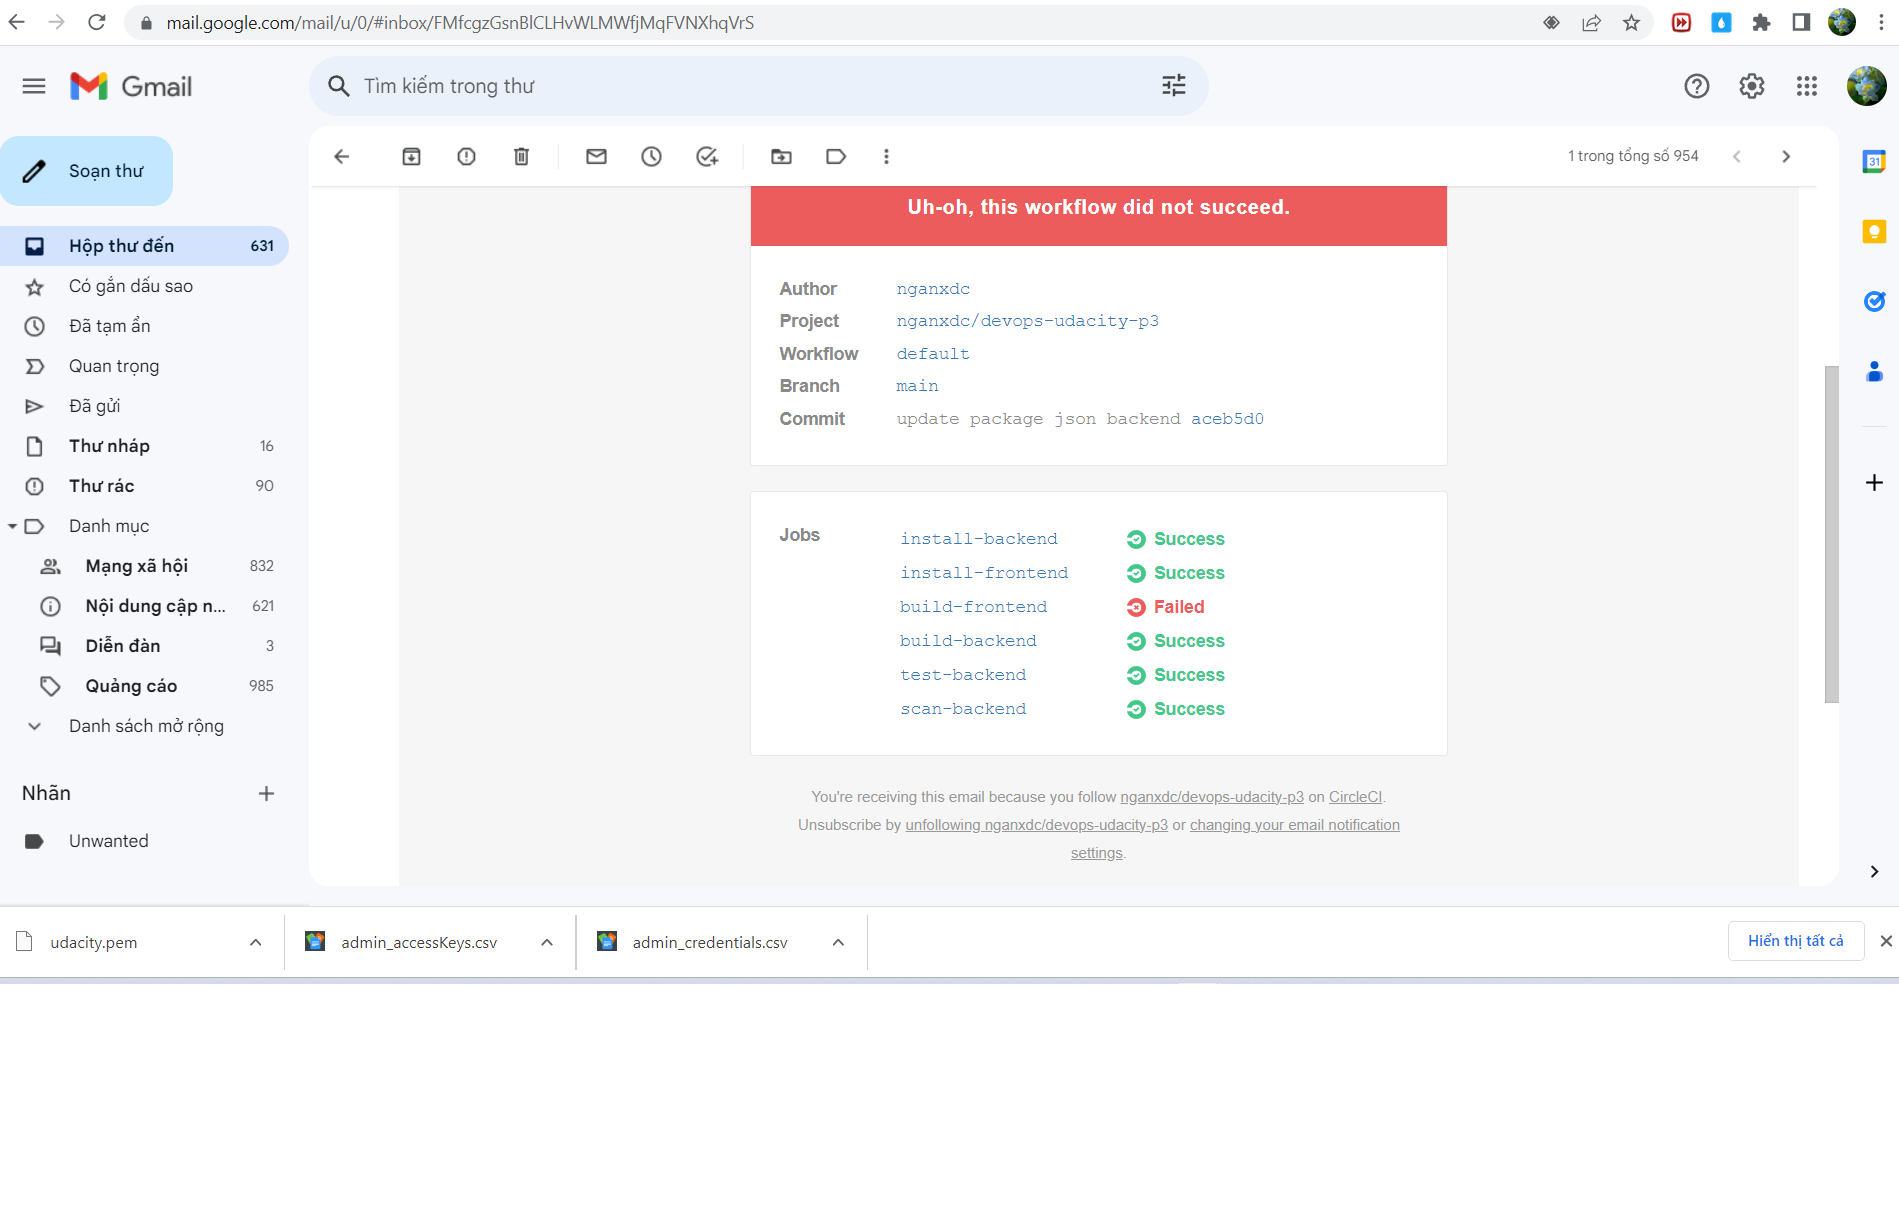 mail.google.com/mail/u/0/#inbox/FMfcgzGsnBlCLHvWLMWfjMqFVNXhqVrS
Gmail
Tìm kiếm trong thư
Soạn thư
1 trong tổng số 954
31
Hộp thư đến 631
Có gắn dấu sao
Đã tạm ẩn
Quan trọng
Đã gửi
Thư nháp 16
Thư rác 90
Danh mục
Mạng xã hội 832
Nội dung cập n... 621
Diễn đàn 3
Quảng cáo 985
Danh sách mở rộng
Nhãn
Unwanted
Uh-oh, this workflow did not succeed.
Author nganxdc
Project nganxdc/devops-udacity-p3
Workflow default
Branch main
Commit update package json backend aceb5d0
Jobs
install-backend Success
install-frontend Success
build-frontend Failed
build-backend Success
test-backend Success
scan-backend Success
You're receiving this email because you follow nganxdc/devops-udacity-p3 on CircleCI.
Unsubscribe by unfollowing nganxdc/devops-udacity-p3 or changing your email notification
settings.
udacity.pem
admin_accessKeys.csv
admin_credentials.csv
Hiển thị tất cả